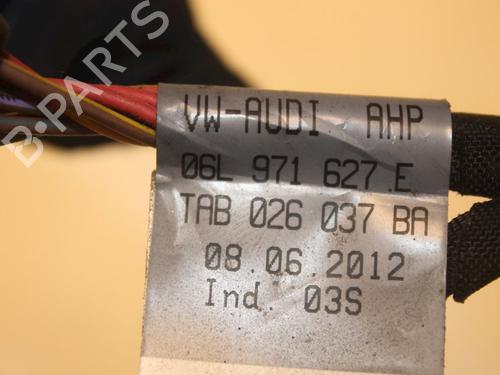 B-PARTS
VW-AUDI AHP
06L 971 627.E
TAB 026 037 BA
08.06.2012
Ind. 03S